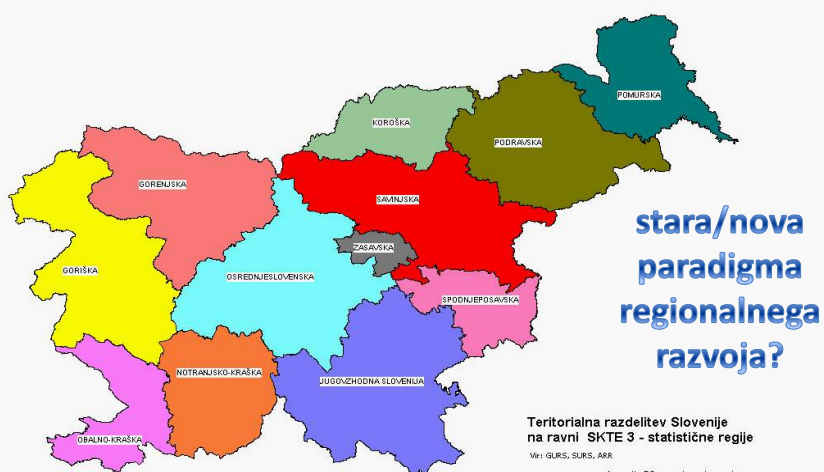 POMURSKA
KOROŠKA
PODRAVSKA
GORENJSKA
SAVINJSKA
stara/nova
paradigma
regionalnega
razvoja?
ZASAVSKA
GORIŠKA
OSREDNJESLOVENSKA
SPODNJEPOSAVSKA
NOTRANJSKO-KRAŠKA
JUGOVZHODNA SLOVENIJA
OBALNO-KRAŠKA
Teritorialna razdelitev Slovenije
na ravni SKTE 3 - statistične regije
Vir: GURS, SURS, ARR